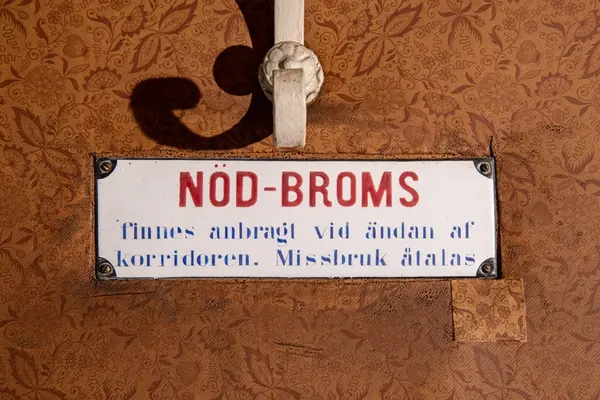 NÖD-BROMS
finnes anbragt vid ändan af
korridoren. Missbruk åtalas